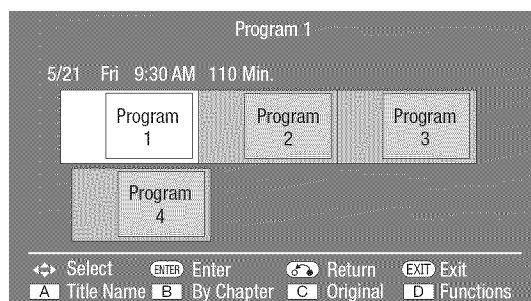 Program 1
5/21 Fri 9:30 AM 110 Min.
Program 1
Program 2
Program 3
Program 4
Select ENTER Enter Return EXIT Exit
A Title Name B By Chapter C Original D Functions